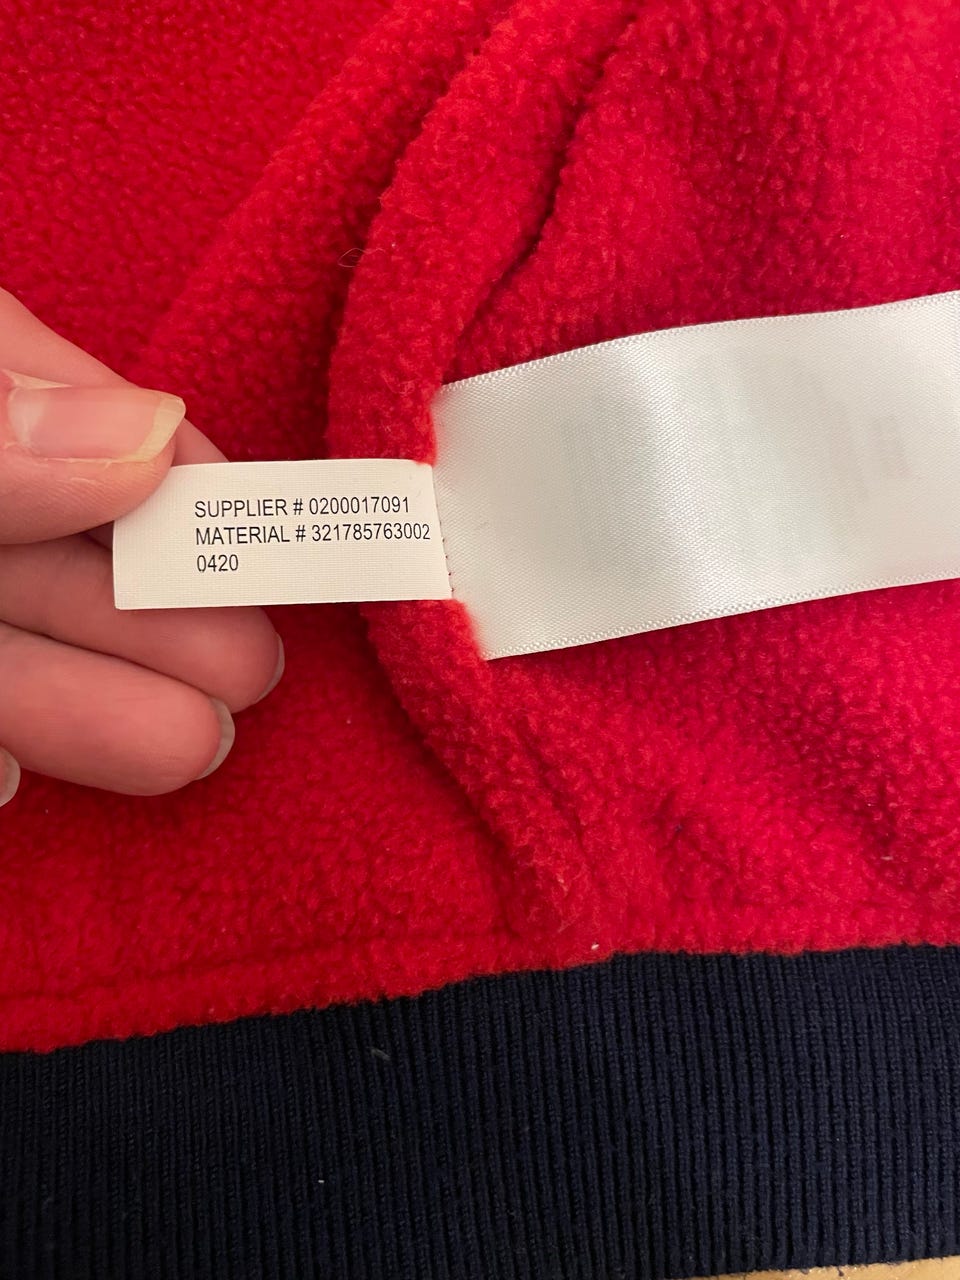 SUPPLIER # 0200017091
MATERIAL # 321785763002
0420